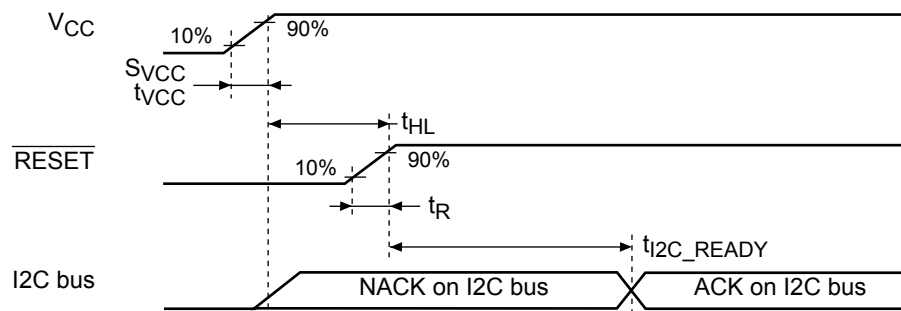 VCC
10%
90%
SVCC
tVCC
tHL
RESET
10%
90%
tR
tI2C_READY
I2C bus
NACK on I2C bus
ACK on I2C bus